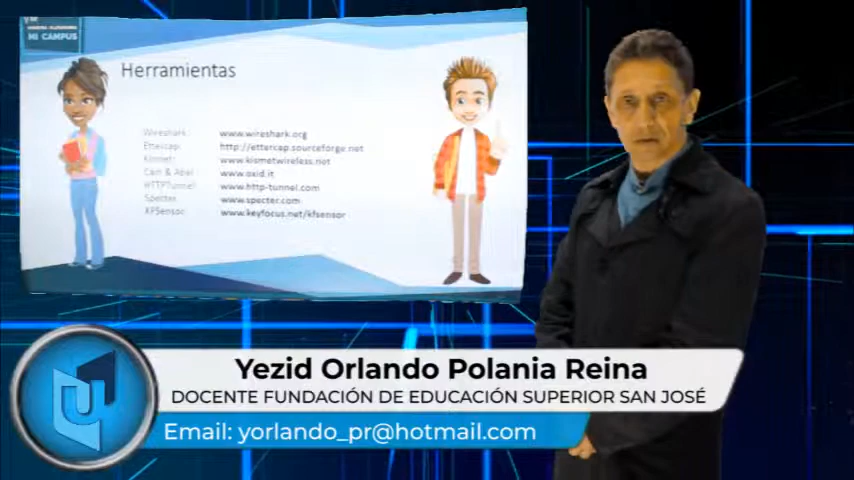 MI CAMPUS
Herramientas
Wireshark: www.wireshark.org
Ettercap: http://ettercap.sourceforge.net
Kismet: www.kismetwireless.net
Cain & Abel www.oxid.it
HTTPTunnel: www.http-tunnel.com
Specter: www.specter.com
KFSensor: www.keyfocus.net/kfsensor
Yezid Orlando Polania Reina
DOCENTE FUNDACIÓN DE EDUCACIÓN SUPERIOR SAN JOSÉ
Email: yorlando_pr@hotmail.com